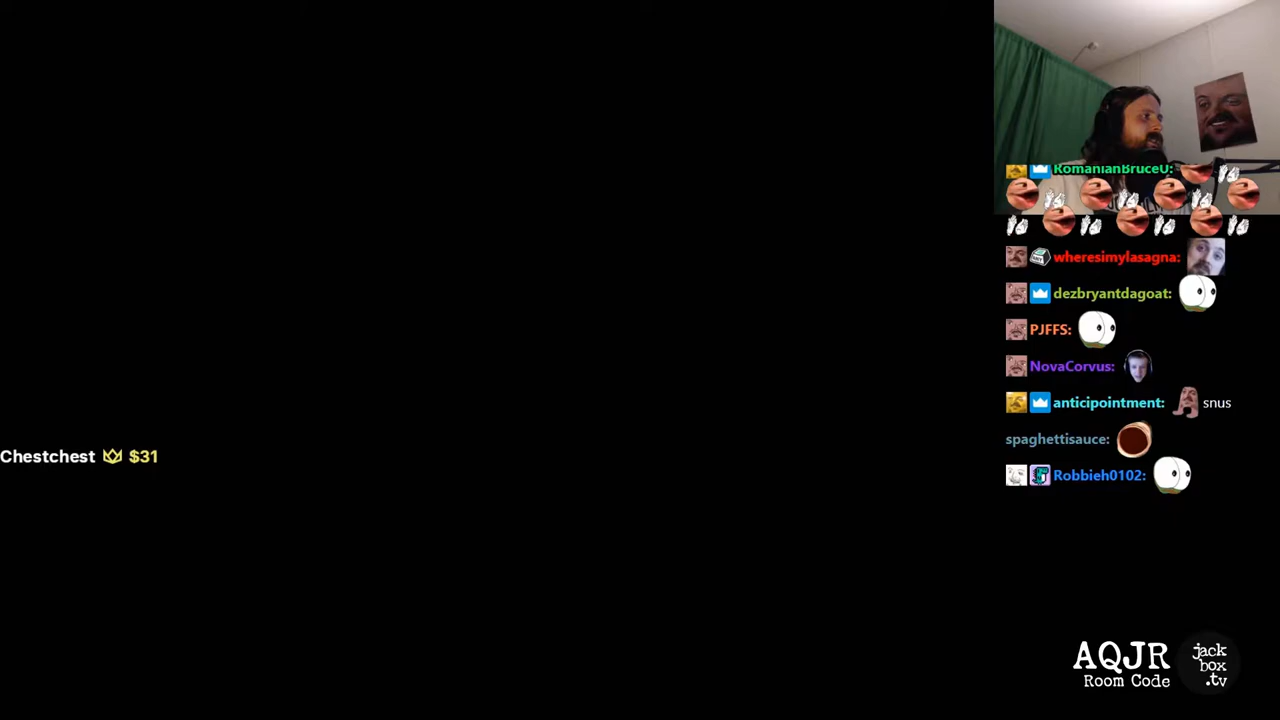 RomanianBruceU:
wheresimylasagna:
dezbryantdagoat:
PJFFS:
NovaCorvus:
anticipointment: snus
Chestchest $31
spaghettisauce:
Robbieh0102:
AQJR
Room Code
jack
box
.tv